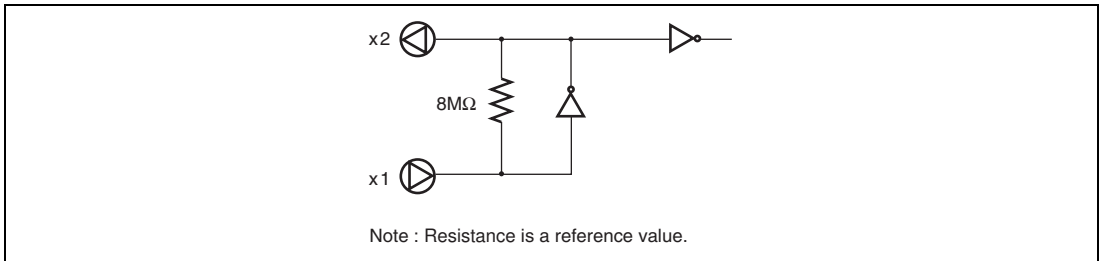 x2
8MΩ
x1
Note : Resistance is a reference value.